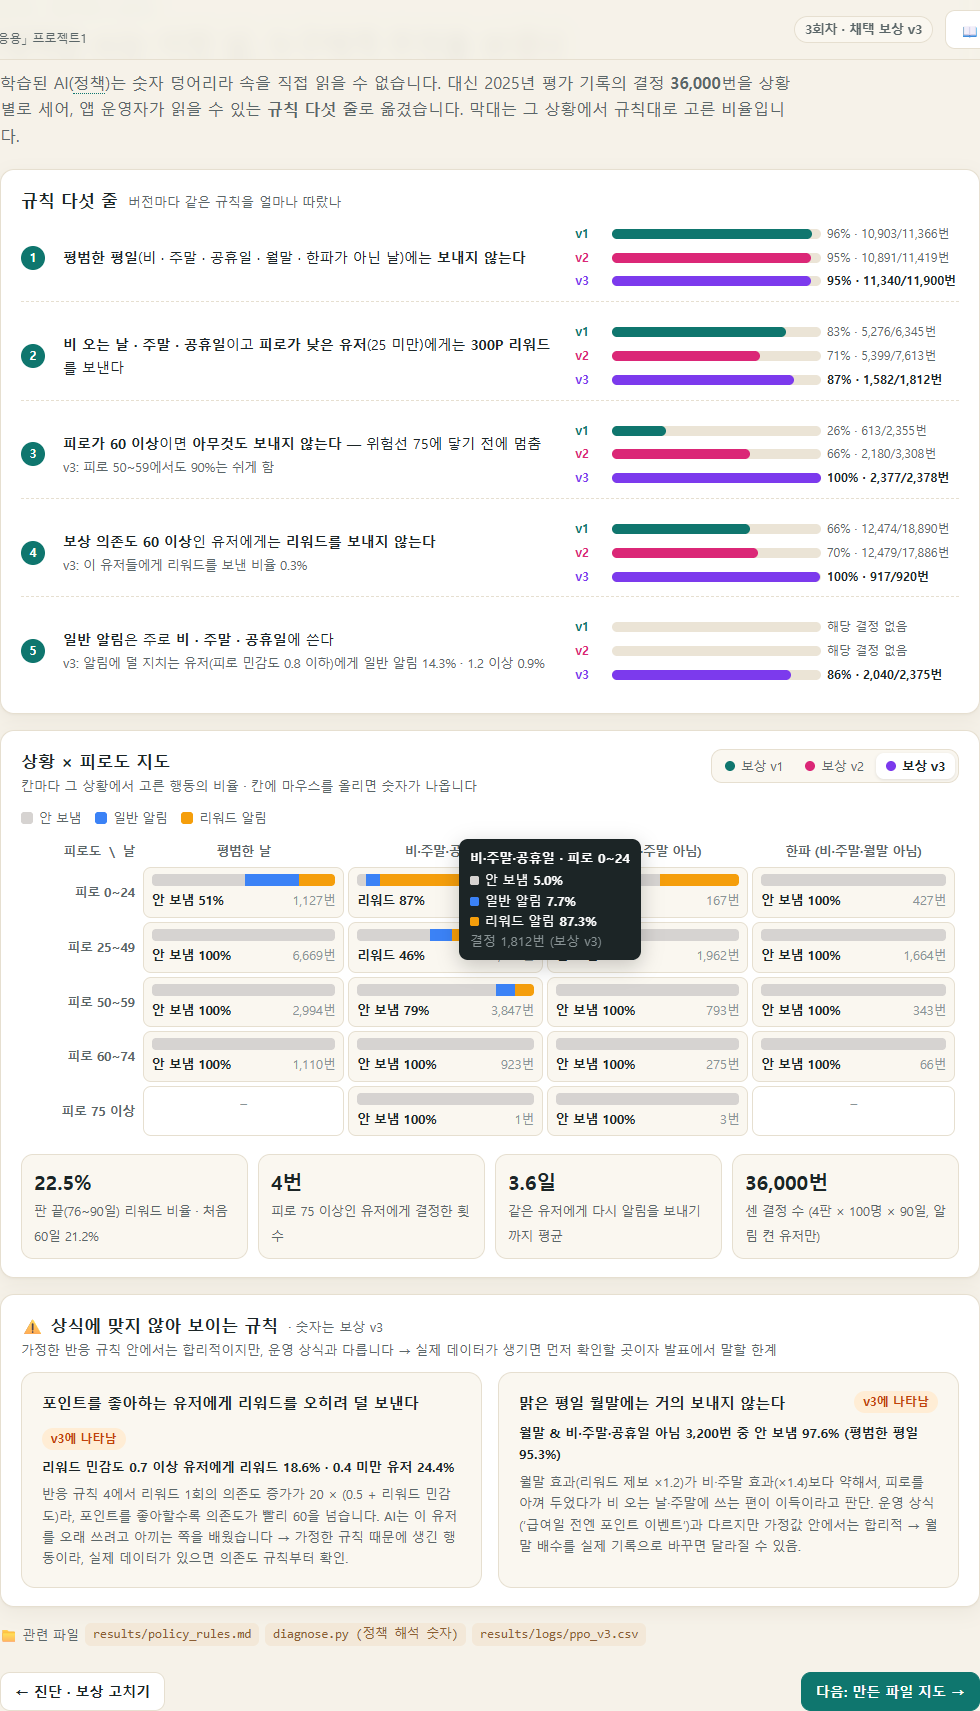 응용」 프로젝트1
3회차 · 채택 보상 v3
학습된 AI(정책)는 숫자 덩어리라 속을 직접 읽을 수 없습니다. 대신 2025년 평가 기록의 결정 36,000번을 상황
별로 세어, 앱 운영자가 읽을 수 있는 규칙 다섯 줄로 옮겼습니다. 막대는 그 상황에서 규칙대로 고른 비율입니
다.
규칙 다섯 줄 버전마다 같은 규칙을 얼마나 따랐나
1 평범한 평일(비 · 주말 · 공휴일 · 월말 · 한파가 아닌 날)에는 보내지 않는다
v1 96% · 10,903/11,366번
v2 95% · 10,891/11,419번
v3 95% · 11,340/11,900번
2 비 오는 날 · 주말 · 공휴일이고 피로가 낮은 유저(25 미만)에게는 300P 리워드
를 보낸다
v1 83% · 5,276/6,345번
v2 71% · 5,399/7,613번
v3 87% · 1,582/1,812번
3 피로가 60 이상이면 아무것도 보내지 않는다 — 위험선 75에 닿기 전에 멈춤
v3: 피로 50~59에서도 90%는 쉬게 함
v1 26% · 613/2,355번
v2 66% · 2,180/3,308번
v3 100% · 2,377/2,378번
4 보상 의존도 60 이상인 유저에게는 리워드를 보내지 않는다
v3: 이 유저들에게 리워드를 보낸 비율 0.3%
v1 66% · 12,474/18,890번
v2 70% · 12,479/17,886번
v3 100% · 917/920번
5 일반 알림은 주로 비 · 주말 · 공휴일에 쓴다
v3: 알림에 덜 지치는 유저(피로 민감도 0.8 이하)에게 일반 알림 14.3% · 1.2 이상 0.9%
v1 해당 결정 없음
v2 해당 결정 없음
v3 86% · 2,040/2,375번
상황 × 피로도 지도
칸마다 그 상황에서 고른 행동의 비율 · 칸에 마우스를 올리면 숫자가 나옵니다
보상 v1 보상 v2 보상 v3
안 보냄 일반 알림 리워드 알림
피로도 \ 날 평범한 날 비·주말·공 주말 아님) 한파 (비·주말·월말 아님)
비·주말·공휴일 · 피로 0~24
안 보냄 5.0%
일반 알림 7.7%
리워드 알림 87.3%
결정 1,812번 (보상 v3)
피로 0~24 안 보냄 51% 1,127번 리워드 87% 167번 안 보냄 100% 427번
피로 25~49 안 보냄 100% 6,669번 리워드 46% 1,962번 안 보냄 100% 1,664번
피로 50~59 안 보냄 100% 2,994번 안 보냄 79% 3,847번 안 보냄 100% 793번 안 보냄 100% 343번
피로 60~74 안 보냄 100% 1,110번 안 보냄 100% 923번 안 보냄 100% 275번 안 보냄 100% 66번
피로 75 이상 – 안 보냄 100% 1번 안 보냄 100% 3번 –
22.5%
판 끝(76~90일) 리워드 비율 · 처음
60일 21.2%
4번
피로 75 이상인 유저에게 결정한 횟
수
3.6일
같은 유저에게 다시 알림을 보내기
까지 평균
36,000번
센 결정 수 (4판 × 100명 × 90일, 알
림 켠 유저만)
상식에 맞지 않아 보이는 규칙 · 숫자는 보상 v3
가정한 반응 규칙 안에서는 합리적이지만, 운영 상식과 다릅니다 → 실제 데이터가 생기면 먼저 확인할 곳이자 발표에서 말할 한계
포인트를 좋아하는 유저에게 리워드를 오히려 덜 보낸다
v3에 나타남
리워드 민감도 0.7 이상 유저에게 리워드 18.6% · 0.4 미만 유저 24.4%
반응 규칙 4에서 리워드 1회의 의존도 증가가 20 × (0.5 + 리워드 민감
도)라, 포인트를 좋아할수록 의존도가 빨리 60을 넘습니다. AI는 이 유저
를 오래 쓰려고 아끼는 쪽을 배웠습니다 → 가정한 규칙 때문에 생긴 행
동이라, 실제 데이터가 있으면 의존도 규칙부터 확인.
맑은 평일 월말에는 거의 보내지 않는다 v3에 나타남
월말 & 비·주말·공휴일 아님 3,200번 중 안 보냄 97.6% (평범한 평일
95.3%)
월말 효과(리워드 제보 ×1.2)가 비·주말 효과(×1.4)보다 약해서, 피로를
아껴 두었다가 비 오는 날·주말에 쓰는 편이 이득이라고 판단. 운영 상식
('급여일 전엔 포인트 이벤트')과 다르지만 가정값 안에서는 합리적 → 월
말 배수를 실제 기록으로 바꾸면 달라질 수 있음.
관련 파일 results/policy_rules.md diagnose.py (정책 해석 숫자) results/logs/ppo_v3.csv
← 진단 · 보상 고치기
다음: 만든 파일 지도 →